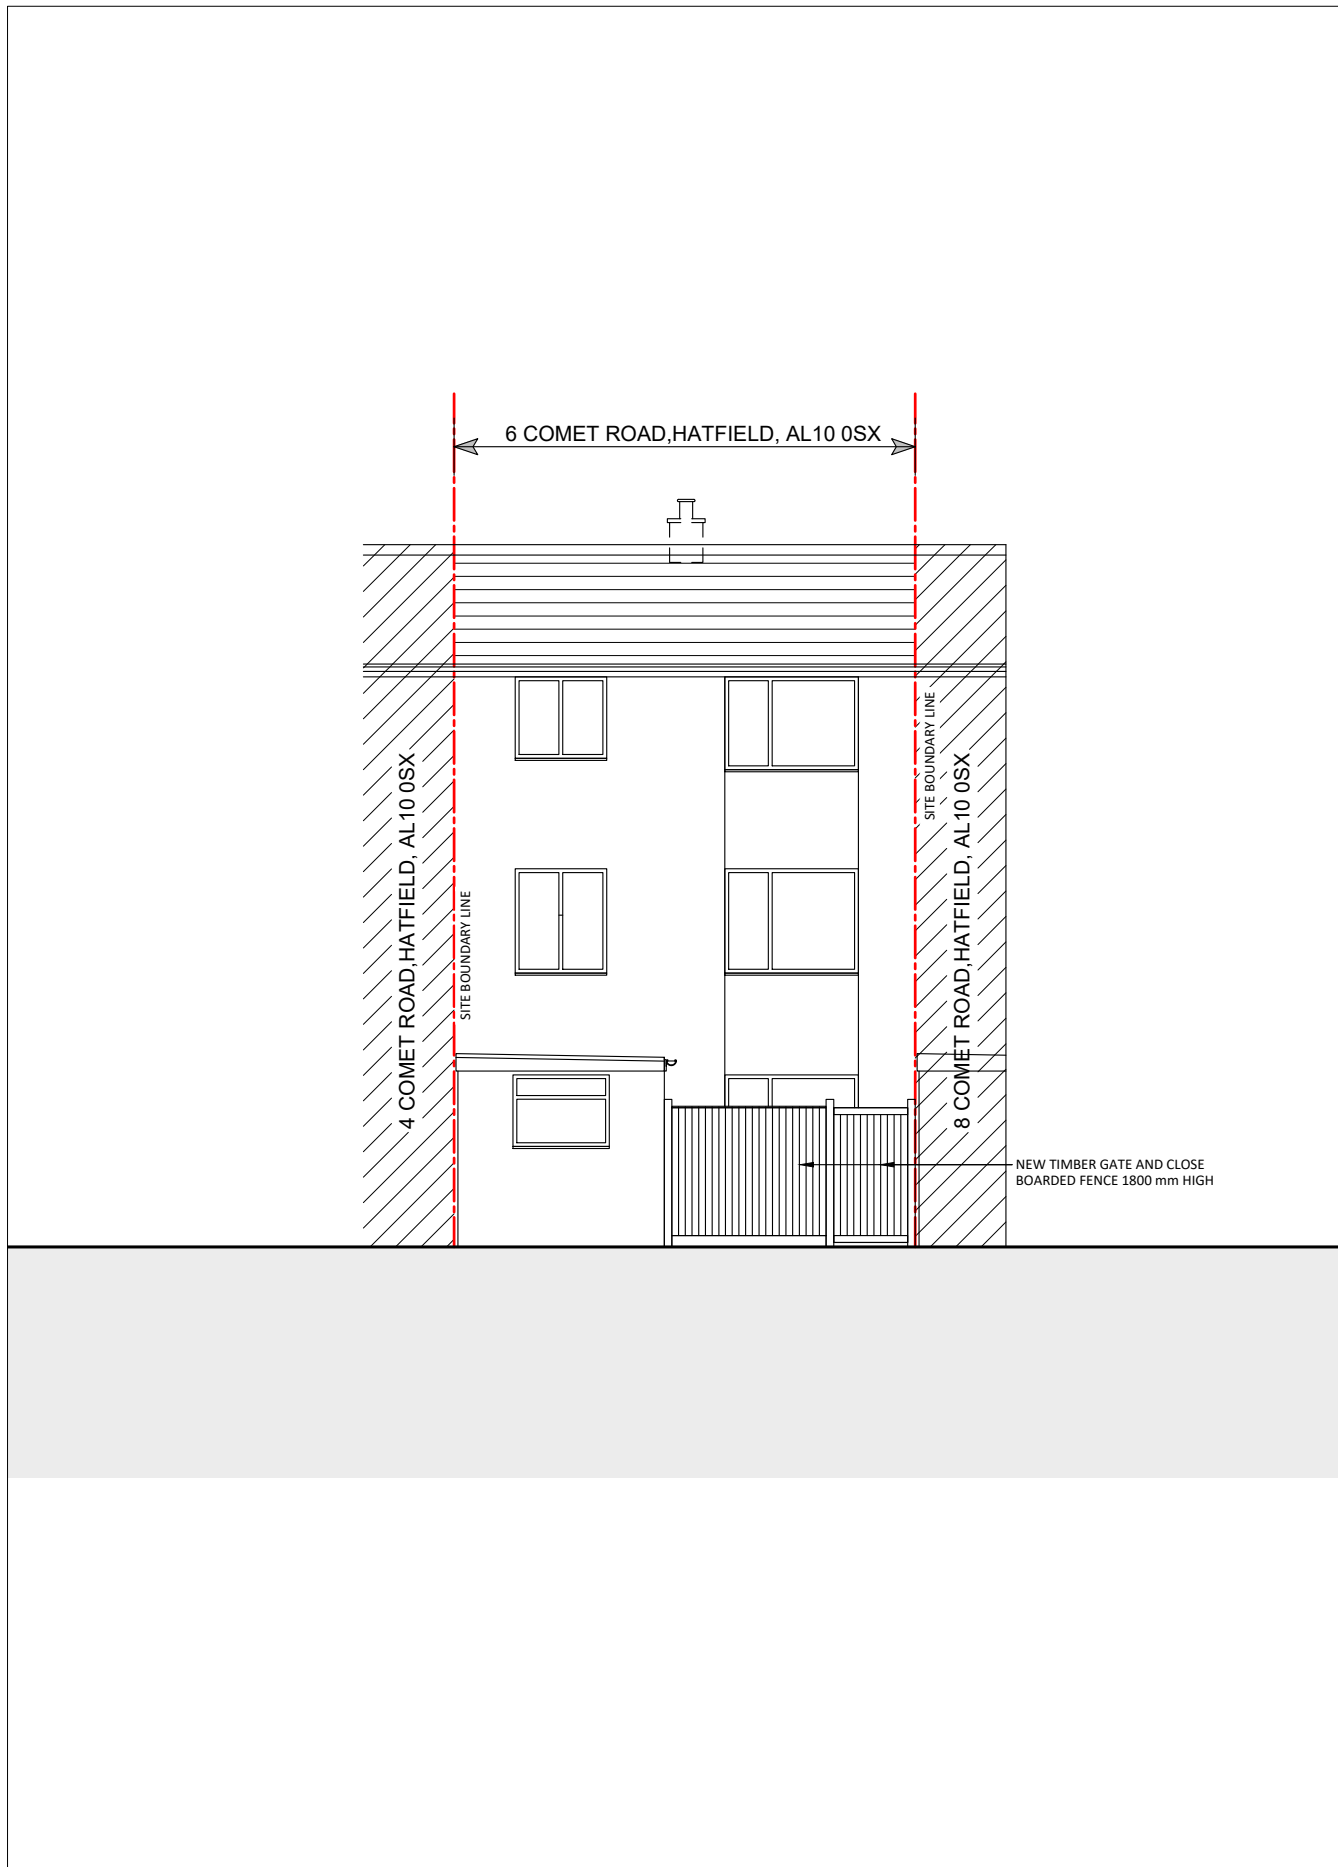 6 COMET ROAD,HATFIELD, AL10 0SX
4 COMET ROAD,HATFIELD, AL10 0SX
SITE BOUNDARY LINE
SITE BOUNDARY LINE
8 COMET ROAD,HATFIELD, AL10 0SX
NEW TIMBER GATE AND CLOSE
BOARDED FENCE 1800 mm HIGH